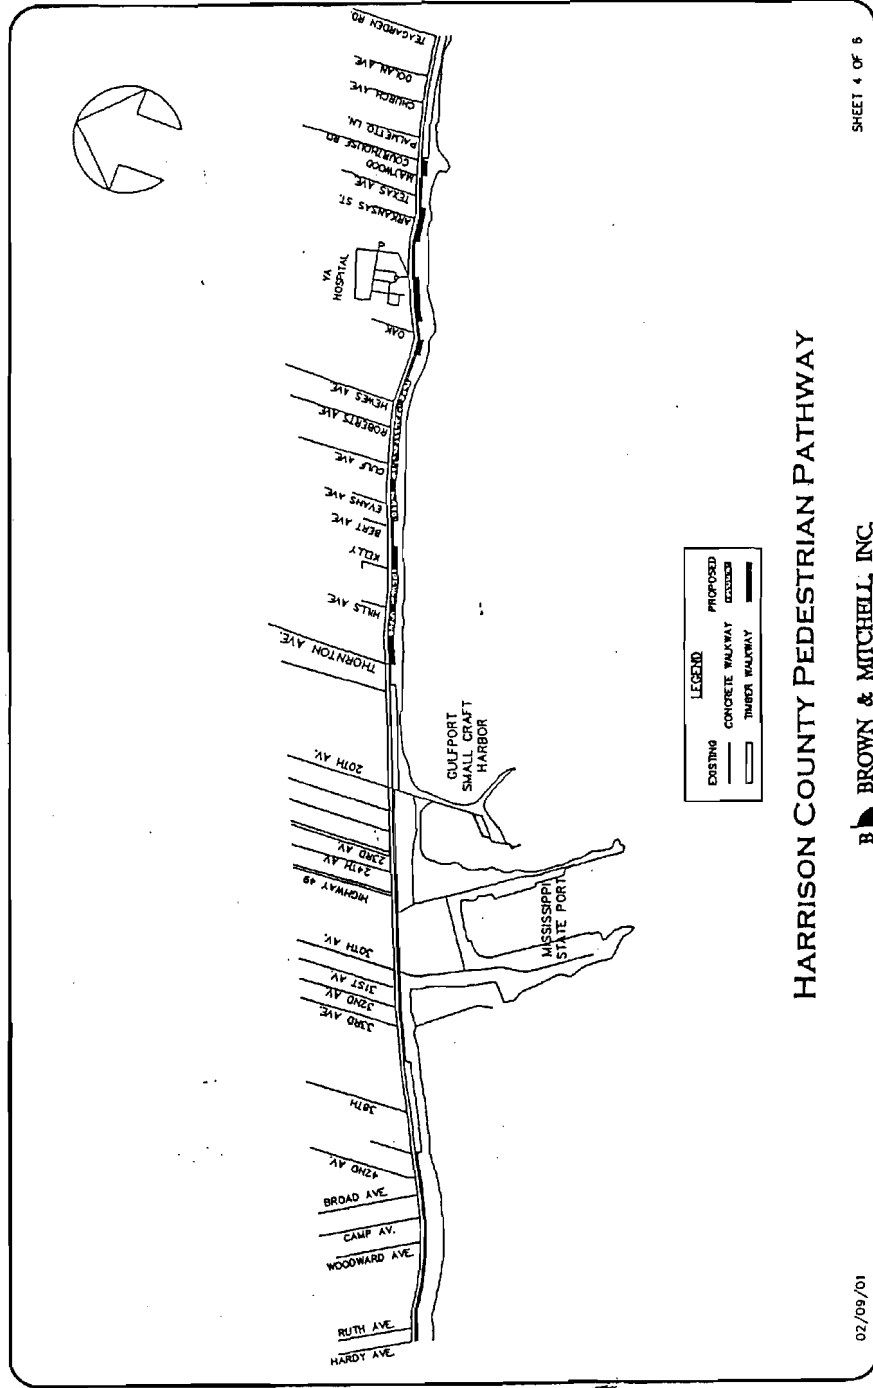 HARDY AVE.
RUTH AVE.
WOODWARD AVE.
CAMP AV.
BROAD AVE.
42ND AV.
38TH
33RD AVE.
32ND AV.
31ST AV.
30TH AV.
HIGHWAY 49
24TH AV.
23RD AV.
20TH AV.
THORNTON AVE.
HILLS AVE
KELLY
BERT AVE
EVANS AVE
GULF AVE
ROBERTS AVE
HEWES AVE.
OAK
VA
HOSPITAL
ARKANSAS ST.
TEXAS AVE
MAYWOOD
COURTHOUSE RD
PALMETTO LN.
CHURCH AVE
DOLAN AVE
TEAGARDEN RD.
MISSISSIPPI
STATE PORT
GULFPORT
SMALL CRAFT
HARBOR
LEGEND
EXISTING PROPOSED
CONCRETE WALKWAY
TIMBER WALKWAY
HARRISON COUNTY PEDESTRIAN PATHWAY
B BROWN & MITCHELL, INC.
02/09/01
SHEET 4 OF 6